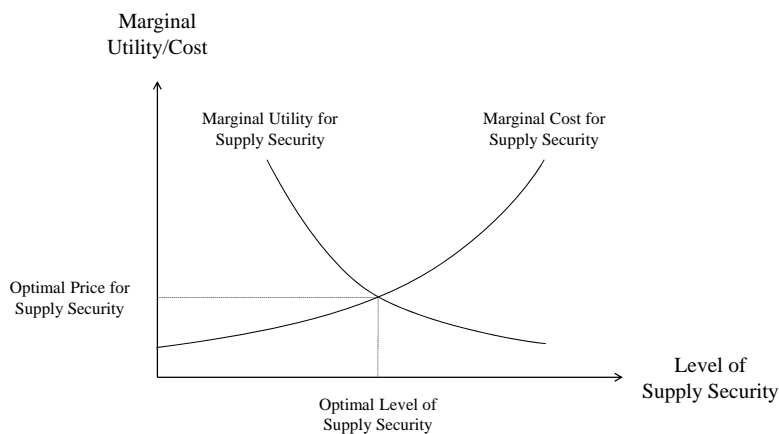 Marginal
Utility/Cost
Marginal Utility for
Supply Security
Marginal Cost for
Supply Security
Optimal Price for
Supply Security
Level of
Supply Security
Optimal Level of
Supply Security